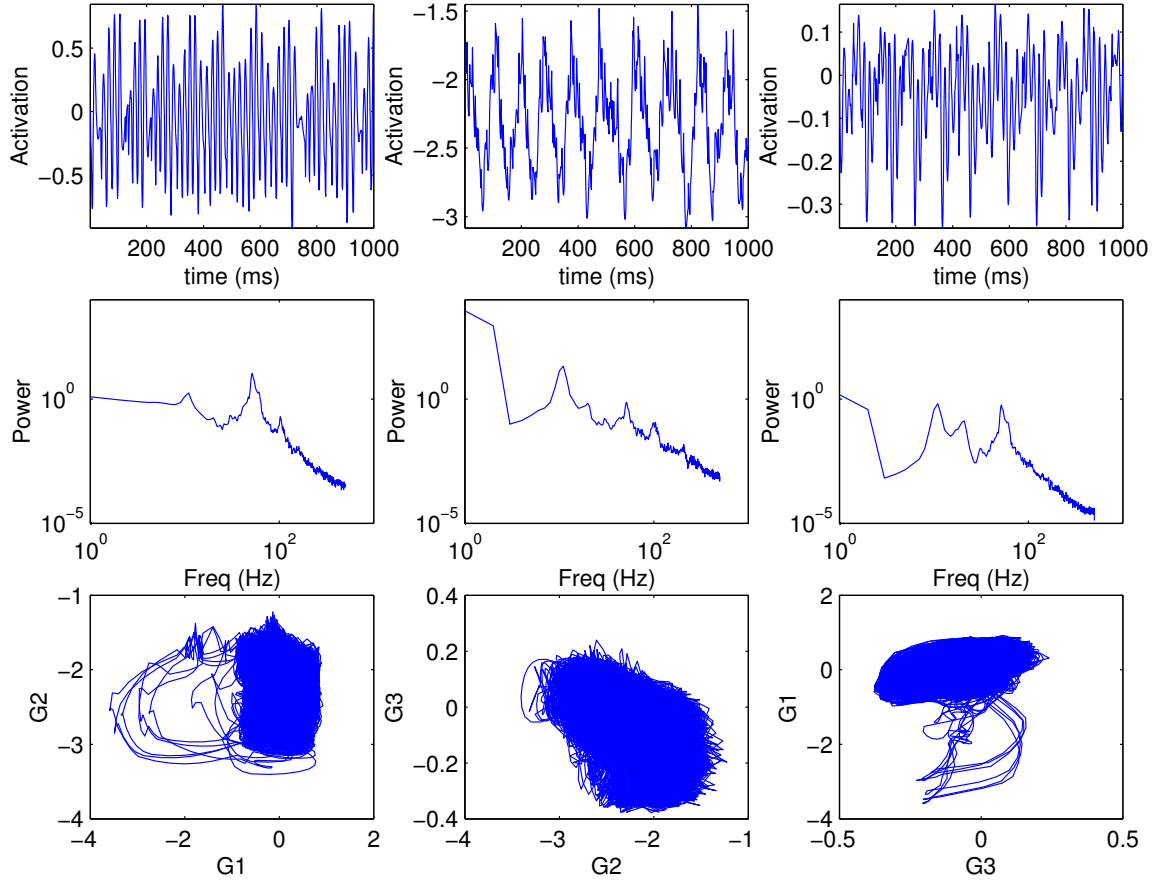 Activation
0.5
0
−0.5
200 400 600 800 1000
time (ms)
Activation
−1.5
−2
−2.5
−3
200 400 600 800 1000
time (ms)
Activation
0.1
0
−0.1
−0.2
−0.3
200 400 600 800 1000
time (ms)
Power
10^0
10^−5
10^0 10^2
Freq (Hz)
Power
10^0
10^−5
10^0 10^2
Freq (Hz)
Power
10^0
10^−5
10^0 10^2
Freq (Hz)
G2
−1
−2
−3
−4
−4 −2 0 2
G1
G3
0.4
0.2
0
−0.2
−0.4
−4 −3 −2 −1
G2
G1
2
0
−2
−4
−0.5 0 0.5
G3